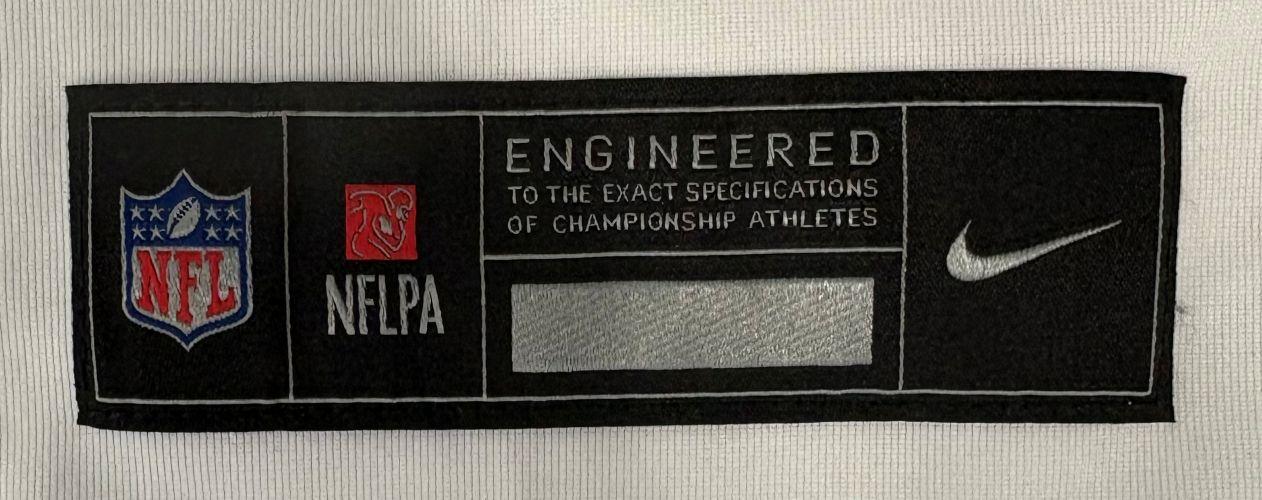 NFL
NFLPA
ENGINEERED
TO THE EXACT SPECIFICATIONS
OF CHAMPIONSHIP ATHLETES